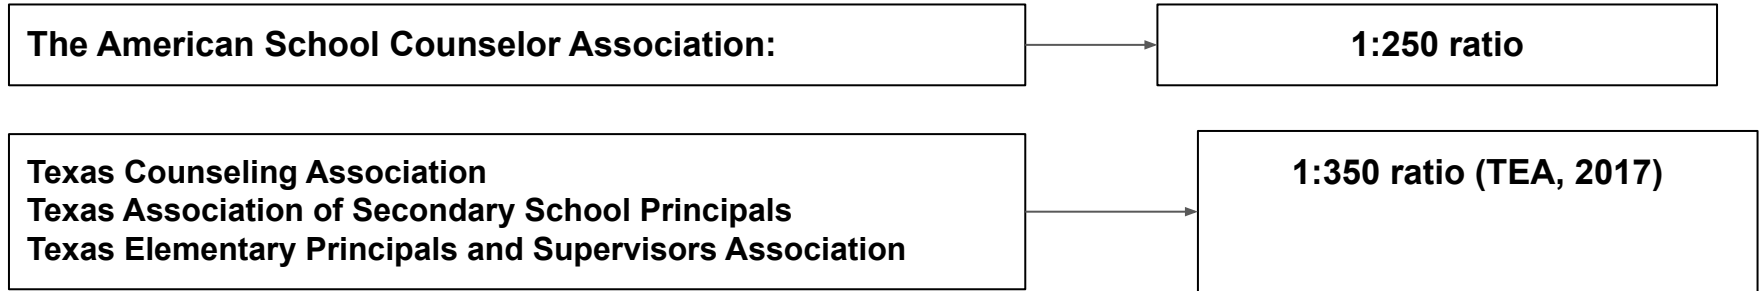 The American School Counselor Association:
1:250 ratio
Texas Counseling Association
Texas Association of Secondary School Principals
Texas Elementary Principals and Supervisors Association
1:350 ratio (TEA, 2017)